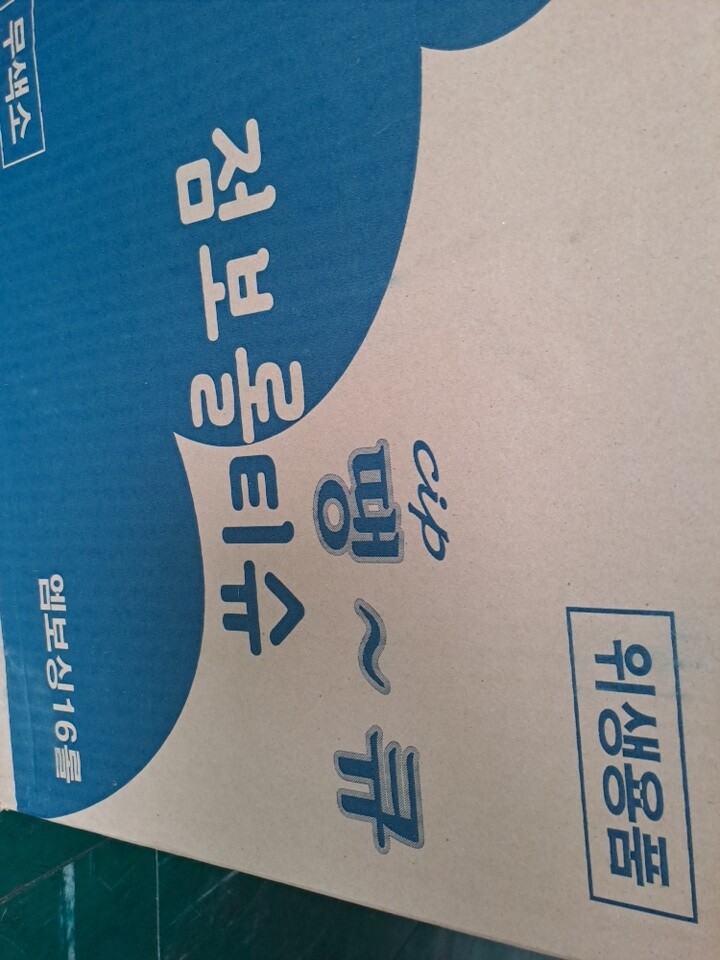 위생용품
cip
땡~큐
점보롤티슈
무색소
엠보싱16롤